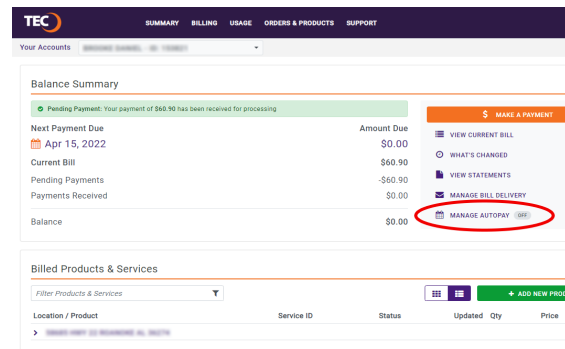 TEC
SUMMARY BILLING USAGE ORDERS & PRODUCTS SUPPORT
Your Accounts
Balance Summary
Pending Payment: Your payment of $60.90 has been received for processing
Next Payment Due Amount Due
Apr 15, 2022 $0.00
Current Bill $60.90
Pending Payments -$60.90
Payments Received $0.00
Balance $0.00
$ MAKE A PAYMENT
VIEW CURRENT BILL
WHAT'S CHANGED
VIEW STATEMENTS
MANAGE BILL DELIVERY
MANAGE AUTOPAY OFF
Billed Products & Services
Filter Products & Services
+ ADD NEW PROD
Location / Product Service ID Status Updated Qty Price